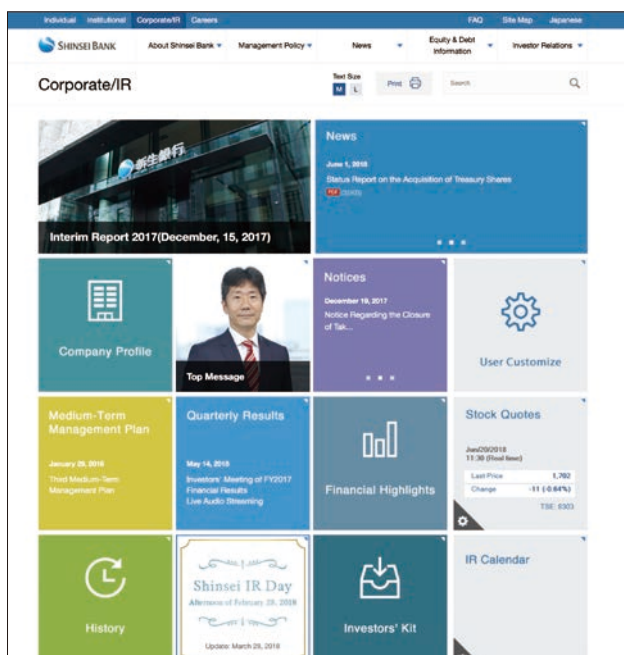 Individual Institutional Corporate/IR Careers FAQ Site Map Japanese
SHINSEI BANK About Shinsei Bank Management Policy News Equity & Debt Information Investor Relations
Corporate/IR
Text Size
M L
Print
Search
新生銀行
Interim Report 2017(December, 15, 2017)
News
June 1, 2018
Status Report on the Acquisition of Treasury Shares
PDF
Company Profile
Top Message
Notices
December 19, 2017
Notice Regarding the Closure
of Tak...
User Customize
Medium-Term
Management Plan
January 29, 2016
Third Medium-Term
Management Plan
Quarterly Results
May 14, 2018
Investors' Meeting of FY2017
Financial Results
Live Audio Streaming
Financial Highlights
Stock Quotes
Jun/20/2018
11:30 (Real time)
Last Price 1,702
Change -11 (-0.64%)
TSE: 8303
History
Shinsei IR Day
Afternoon of February 28, 2018
Update: March 28, 2018
Investors' Kit
IR Calendar